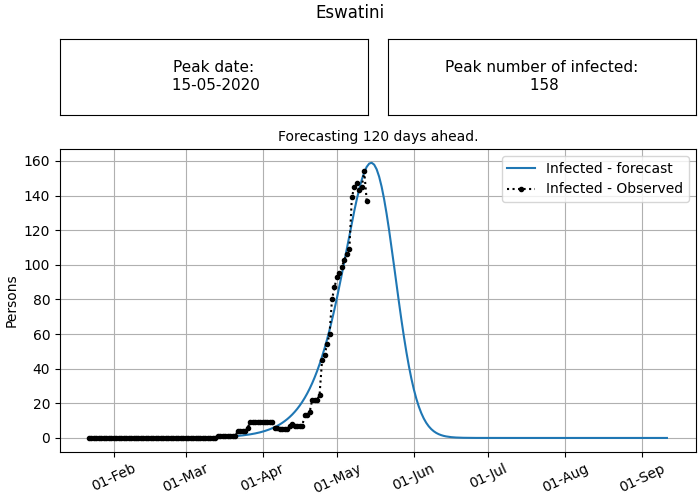 Eswatini
Peak date:
15-05-2020
Peak number of infected:
158
Forecasting 120 days ahead.
Infected - forecast
Infected - Observed
Persons
160
140
120
100
80
60
40
20
0
01-Feb
01-Mar
01-Apr
01-May
01-Jun
01-Jul
01-Aug
01-Sep